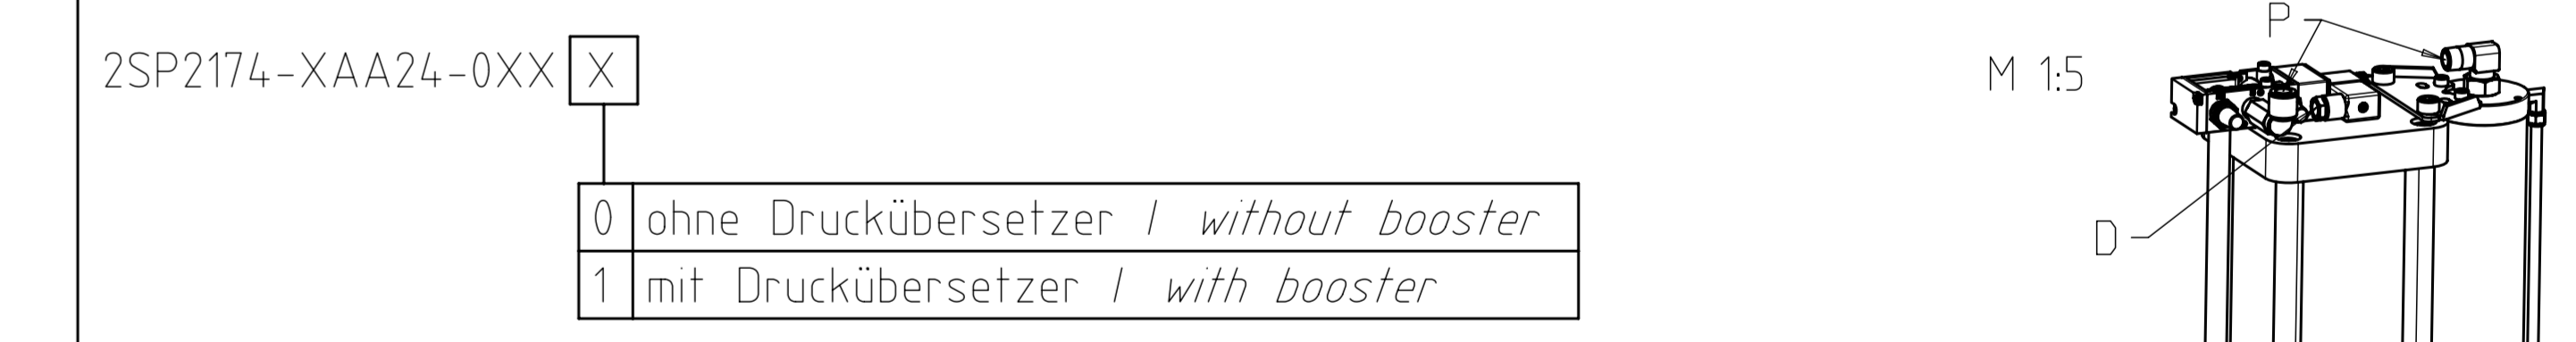 2SP2174-XAA24-0XX X
0 ohne Druckübersetzer / without booster
1 mit Druckübersetzer / with booster
M 1:5
P
D